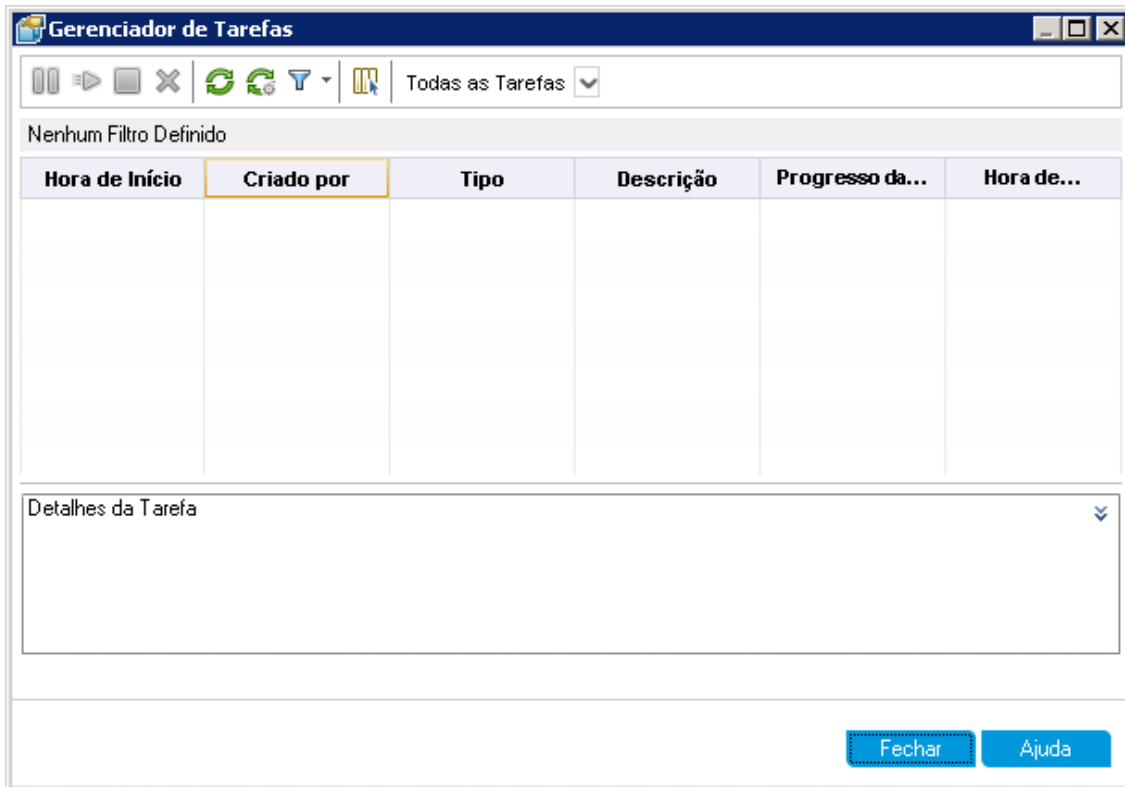 Gerenciador de Tarefas
Todas as Tarefas
Nenhum Filtro Definido
Hora de Início Criado por Tipo Descrição Progresso da... Hora de...
Detalhes da Tarefa
Fechar Ajuda